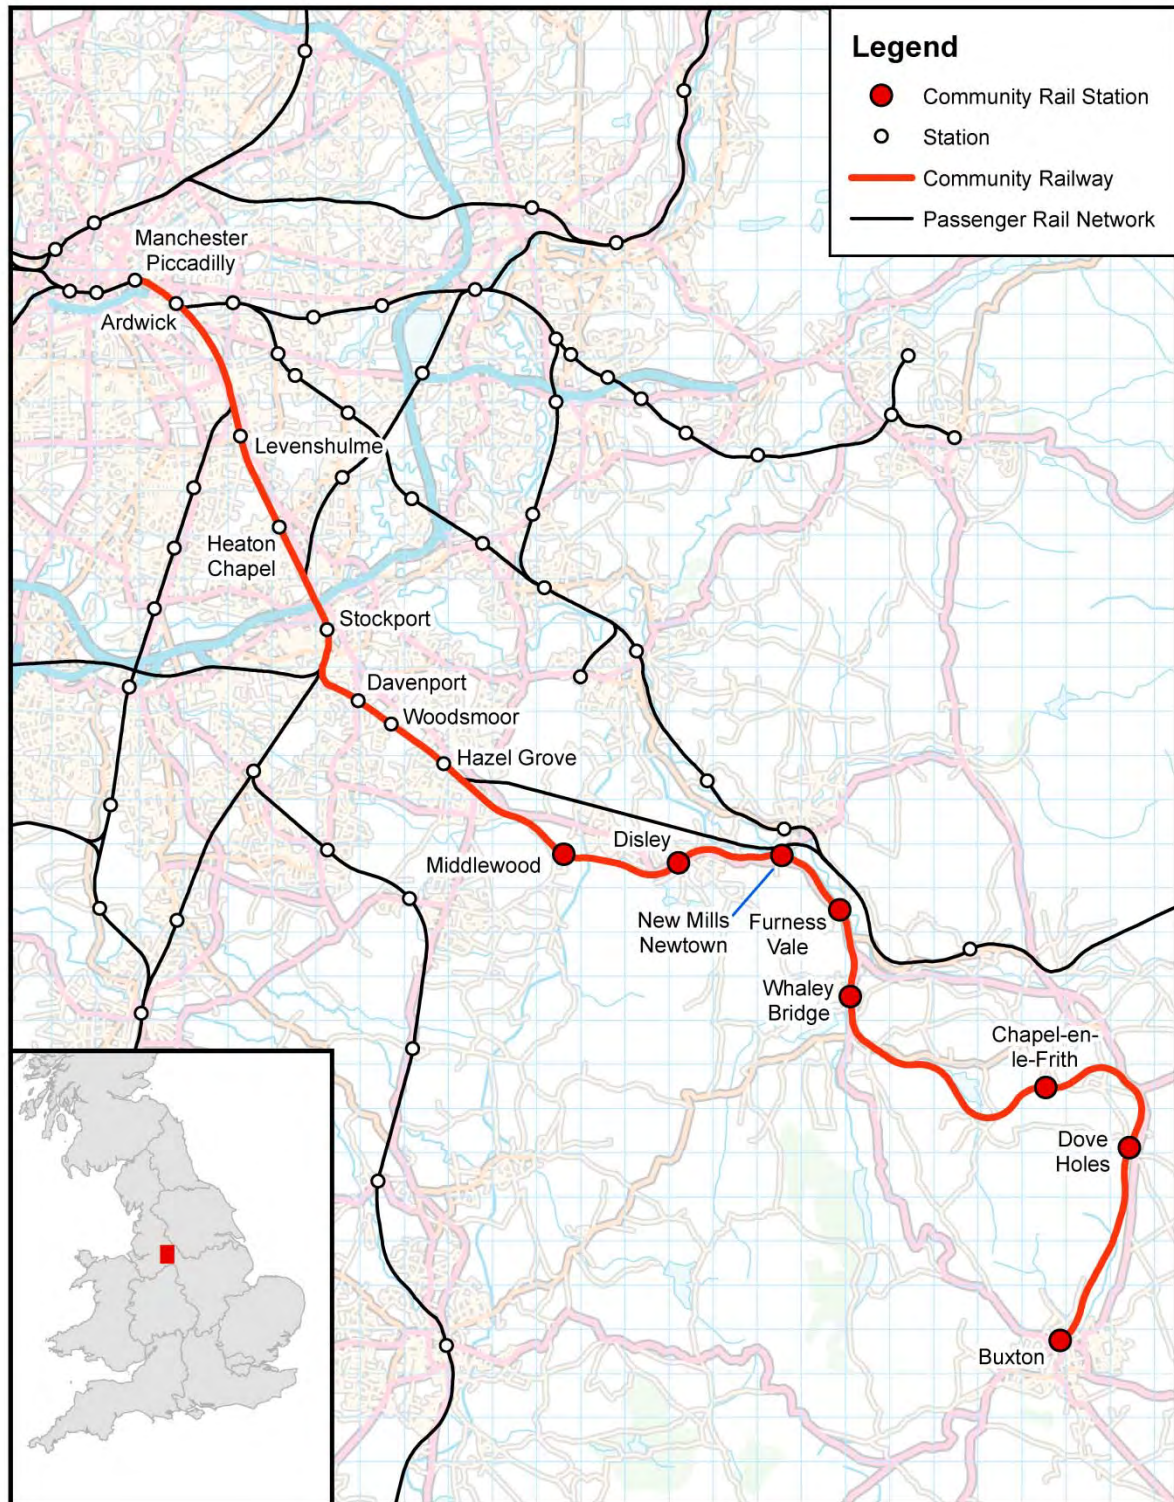 Legend
Community Rail Station
Station
Community Railway
Passenger Rail Network
Manchester
Piccadilly
Ardwick
Levenshulme
Heaton
Chapel
Stockport
Davenport
Woodsmoor
Hazel Grove
Middlewood
Disley
New Mills
Newtown
Furness
Vale
Whaley
Bridge
Chapel-en-
le-Frith
Dove
Holes
Buxton